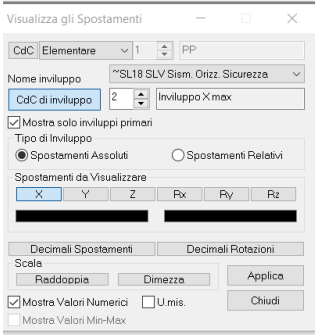 Visualizza gli Spostamenti
CdC Elementare 1 PP
Nome inviluppo ~SL18 SLV Sism. Orizz. Sicurezza
CdC di inviluppo 2 Inviluppo X max
Mostra solo inviluppi primari
Tipo di Inviluppo
Spostamenti Assoluti Spostamenti Relativi
Spostamenti da Visualizzare
X Y Z Rx Ry Rz
Decimali Spostamenti Decimali Rotazioni
Scala
Raddoppia Dimezza Applica
Mostra Valori Numerici U.mis. Chiudi
Mostra Valori Min-Max